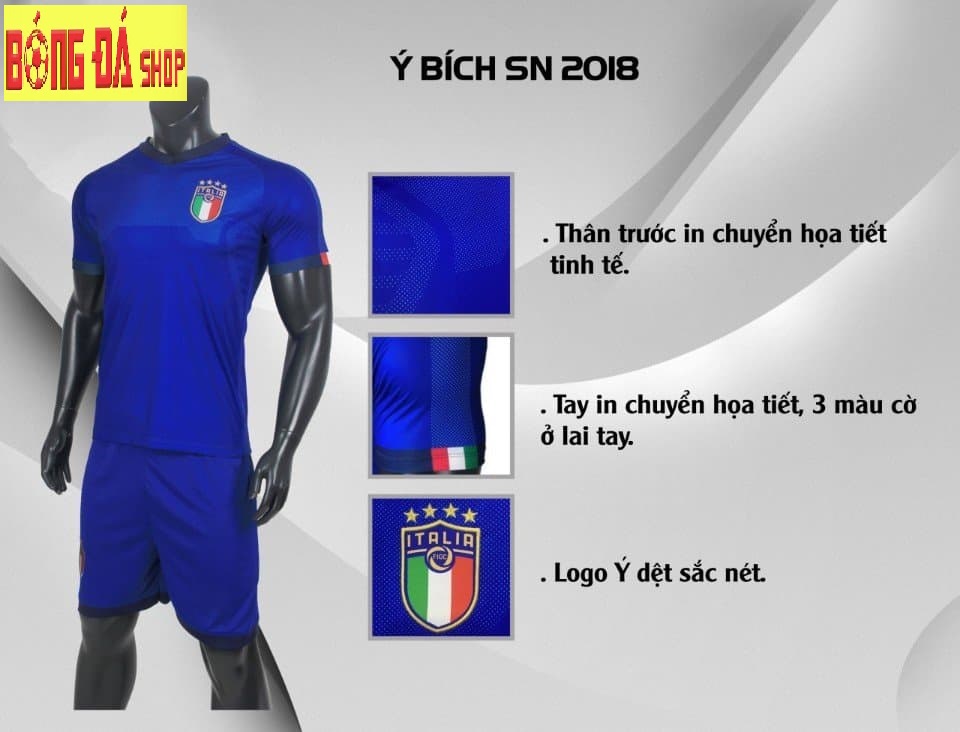 BÓNG ĐÁ SHOP
Ý BÍCH SN 2018
. Thân trước in chuyển họa tiết
tinh tế.
. Tay in chuyển họa tiết, 3 màu cờ
ở lai tay.
ITALIA
FIGC
. Logo Ý dệt sắc nét.
ITALIA